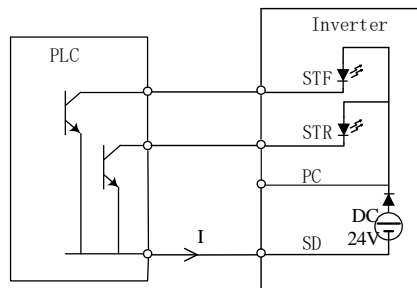 Inverter
PLC
STF
STR
PC
DC
24V
I
SD